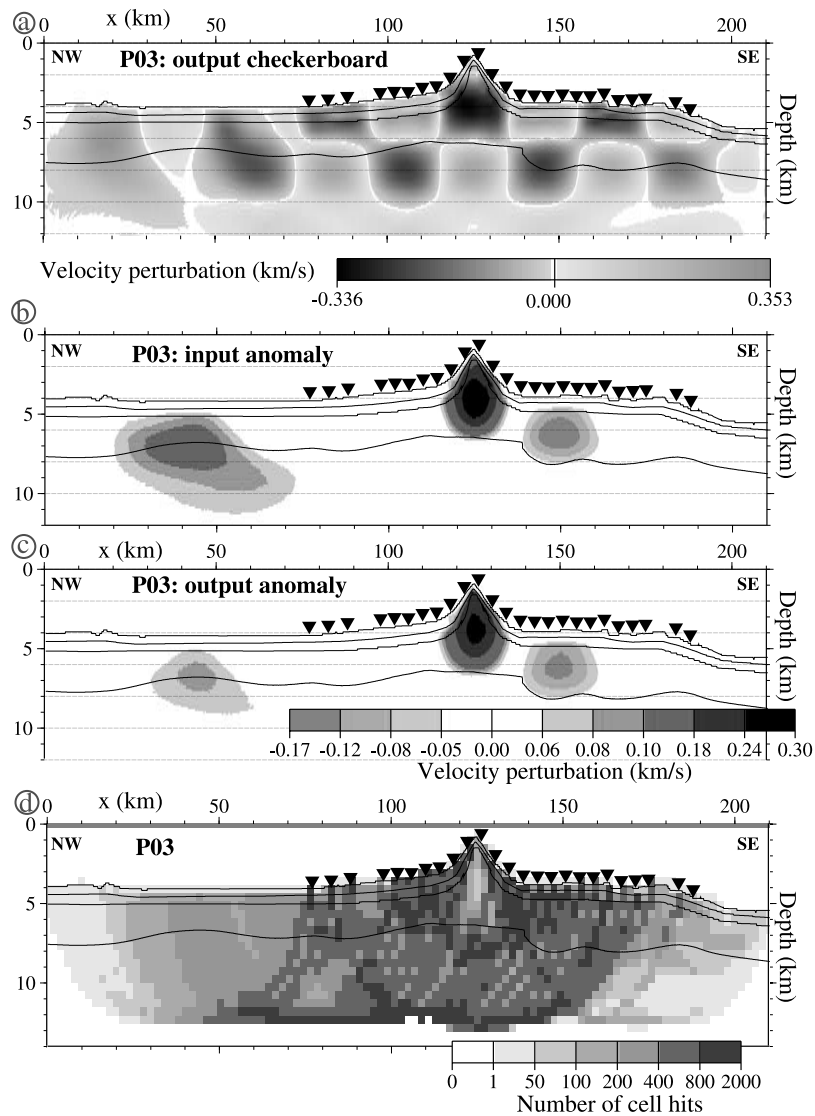 a
x (km)
0 50 100 150 200
NW
P03: output checkerboard
SE
0
5
10
Depth (km)
Velocity perturbation (km/s)
-0.336
0.000
0.353
b
0 50 100 150 200
NW
P03: input anomaly
SE
0
5
10
Depth (km)
c
x (km)
0 50 100 150 200
NW
P03: output anomaly
SE
0
5
10
Depth (km)
-0.17 -0.12 -0.08 -0.05 0.00 0.06 0.08 0.10 0.18 0.24 0.30
Velocity perturbation (km/s)
d
x (km)
0 50 100 150 200
NW
P03
SE
0
5
10
Depth (km)
0 1 50 100 200 400 800 2000
Number of cell hits